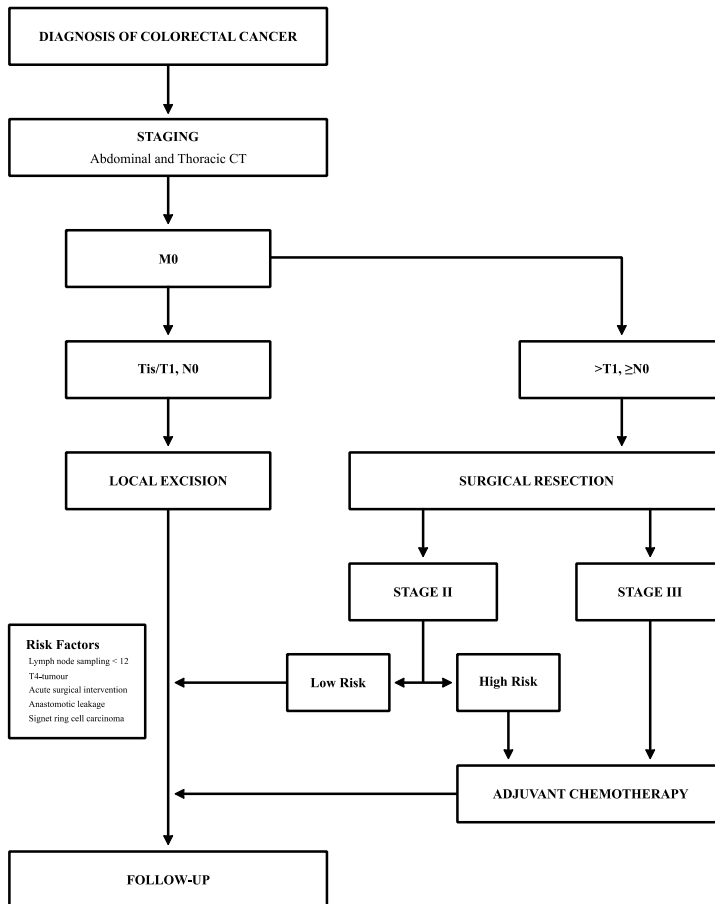 DIAGNOSIS OF COLORECTAL CANCER
STAGING
Abdominal and Thoracic CT
M0
Tis/T1, N0
>T1, ≥N0
LOCAL EXCISION
SURGICAL RESECTION
STAGE II
STAGE III
Risk Factors
Lymph node sampling < 12
T4-tumour
Acute surgical intervention
Anastomotic leakage
Signet ring cell carcinoma
Low Risk
High Risk
ADJUVANT CHEMOTHERAPY
FOLLOW-UP